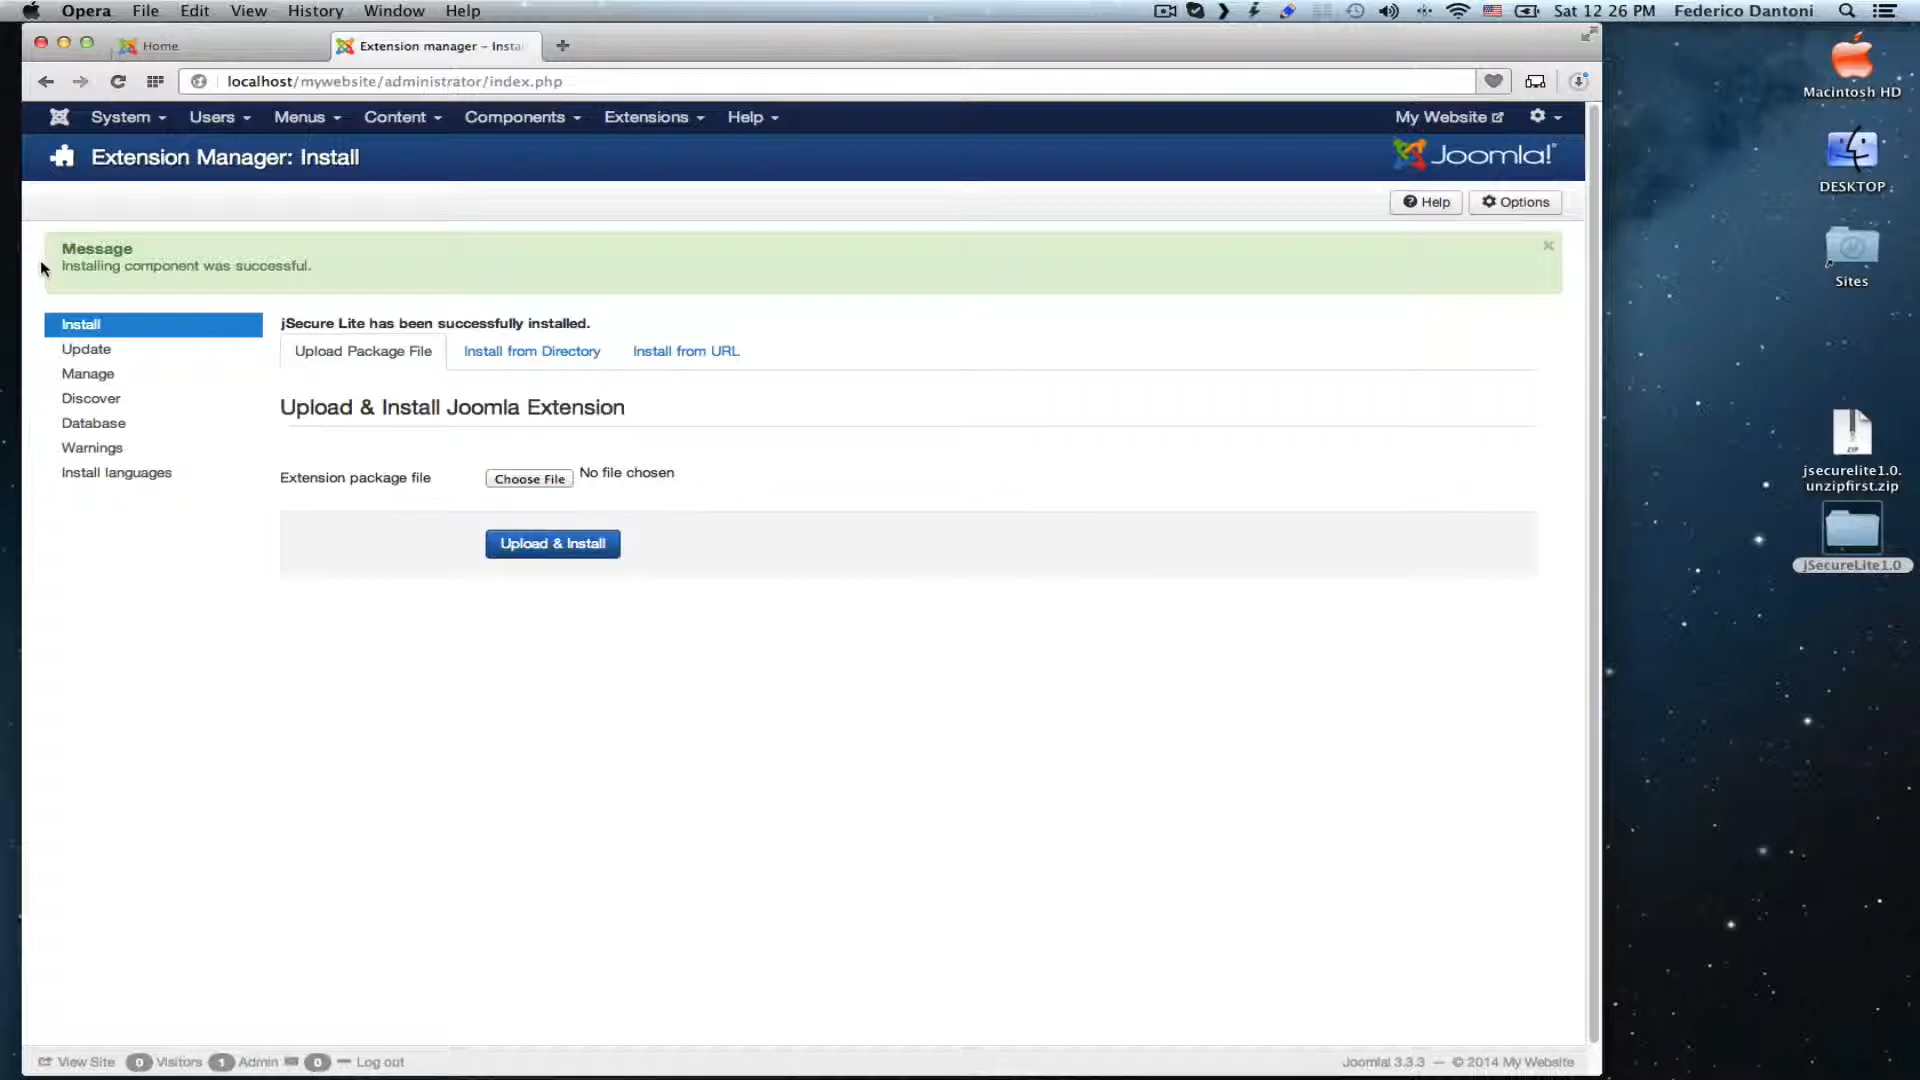 Opera File Edit View History Window Help Sat 12 26 PM Federico Dantoni
Home Extension manager – Insta
localhost/mywebsite/administrator/index.php
System Users Menus Content Components Extensions Help My Website
Extension Manager: Install Joomla!
Help Options
Message
Installing component was successful.
Install
Update
Manage
Discover
Database
Warnings
Install languages
jSecure Lite has been successfully installed.
Upload Package File Install from Directory Install from URL
Upload & Install Joomla Extension
Extension package file Choose File No file chosen
Upload & Install
View Site 0 Visitors 1 Admin 0 Log out
Joomla! 3.3.3 — © 2014 My Website
Macintosh HD
DESKTOP
Sites
ZIP
jsecurelite1.0.
unzipfirst.zip
jSecureLite1.0